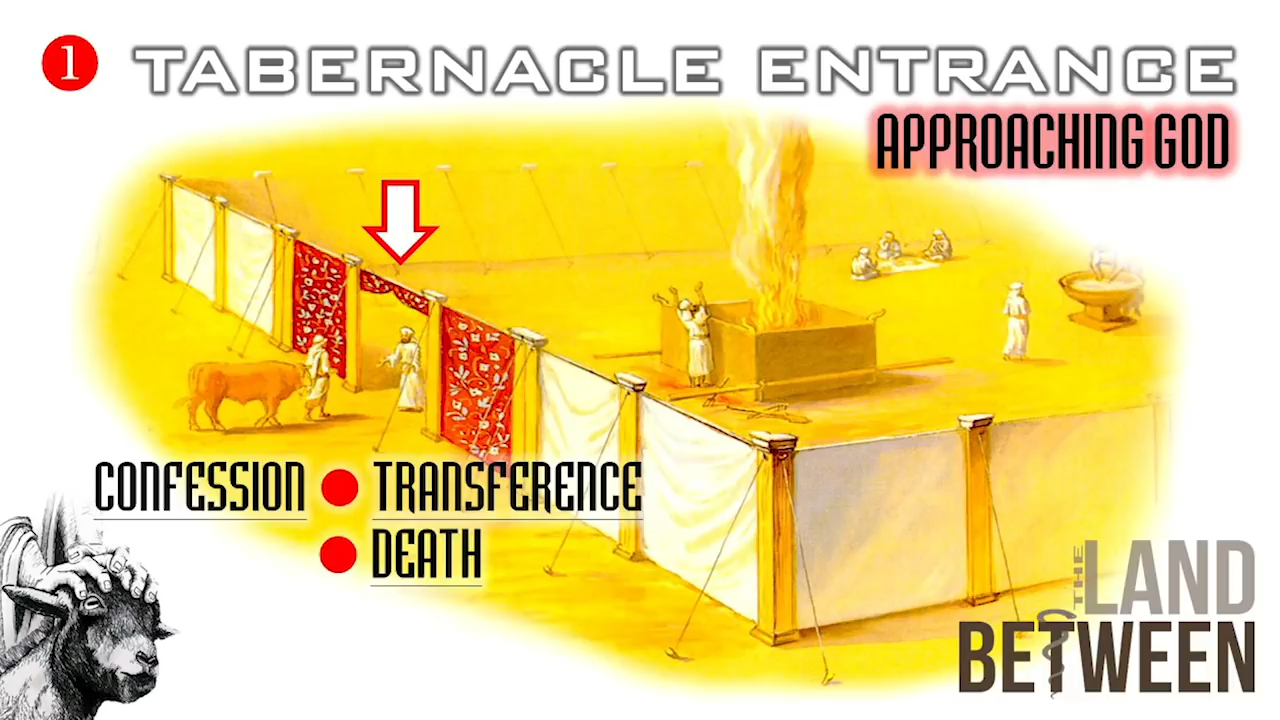 1 TABERNACLE ENTRANCE
APPROACHING GOD
CONFESSION ● TRANSFERENCE
● DEATH
THE LAND
BETWEEN